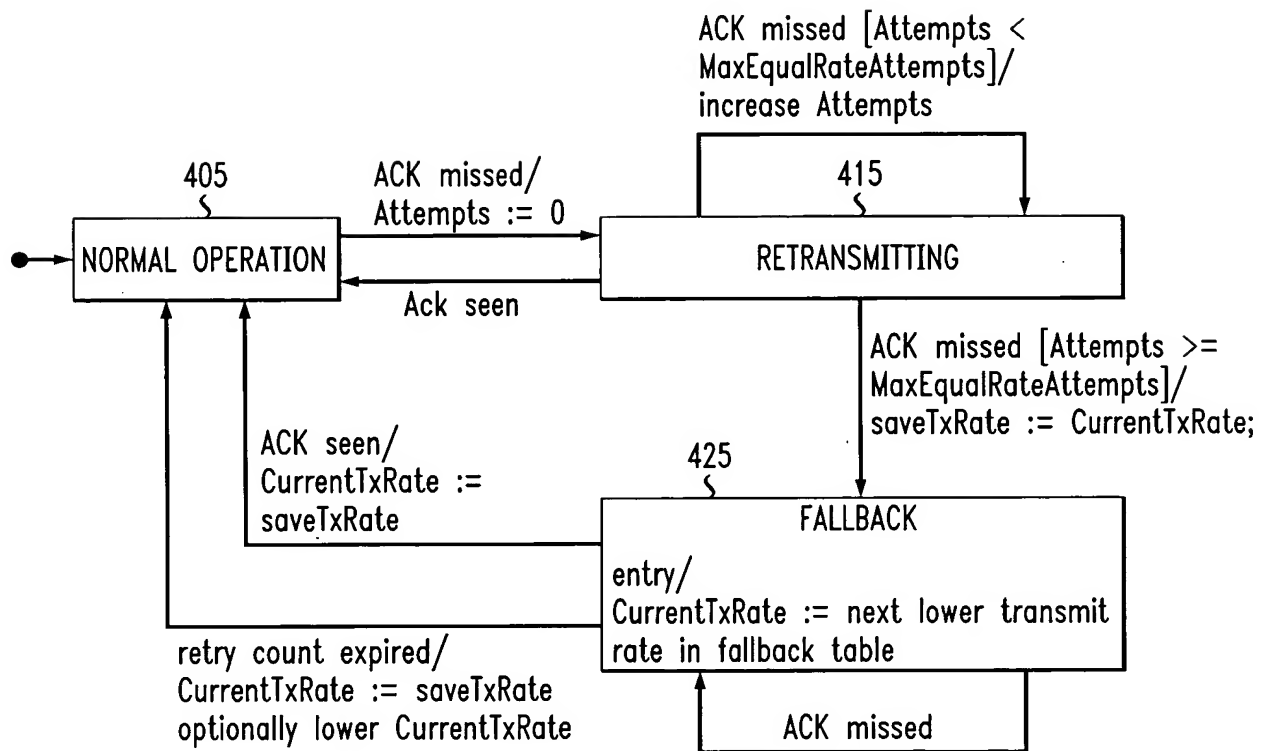 ACK missed [Attempts <
MaxEqualRateAttempts]/
increase Attempts
405
ACK missed/
Attempts := 0
415
NORMAL OPERATION
RETRANSMITTING
Ack seen
ACK missed [Attempts >=
MaxEqualRateAttempts]/
saveTxRate := CurrentTxRate;
ACK seen/
CurrentTxRate :=
saveTxRate
425
FALLBACK
entry/
CurrentTxRate := next lower transmit
rate in fallback table
retry count expired/
CurrentTxRate := saveTxRate
optionally lower CurrentTxRate
ACK missed